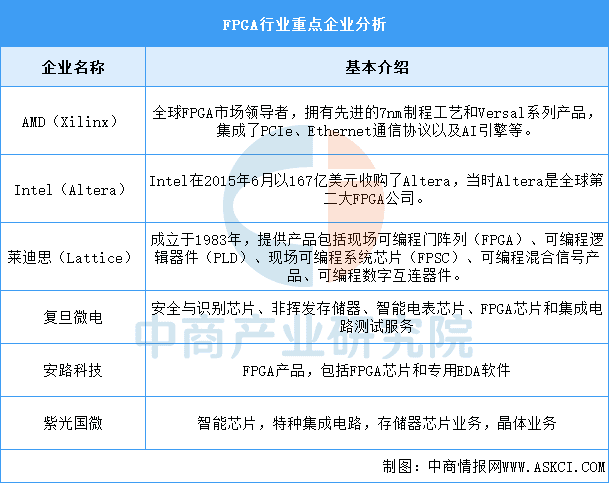 FPGA行业重点企业分析
企业名称
基本介绍
AMD（Xilinx）
全球FPGA市场领导者，拥有先进的7nm制程工艺和Versal系列产品，
集成了PCIe、Ethernet通信协议以及AI引擎等。
Intel（Altera）
Intel在2015年6月以167亿美元收购了Altera，当时Altera是全球第
二大FPGA公司。
莱迪思（Lattice）
成立于1983年，提供产品包括现场可编程门阵列（FPGA）、可编程逻
辑器件（PLD）、现场可编程系统芯片（FPSC）、可编程混合信号产
品、可编程数字互连器件。
复旦微电
安全与识别芯片、非挥发存储器、智能电表芯片、FPGA芯片和集成电
路测试服务
安路科技
FPGA产品，包括FPGA芯片和专用EDA软件
紫光国微
智能芯片，特种集成电路，存储器芯片业务，晶体业务
中商产业研究院
制图：中商情报网WWW.ASKCI.COM